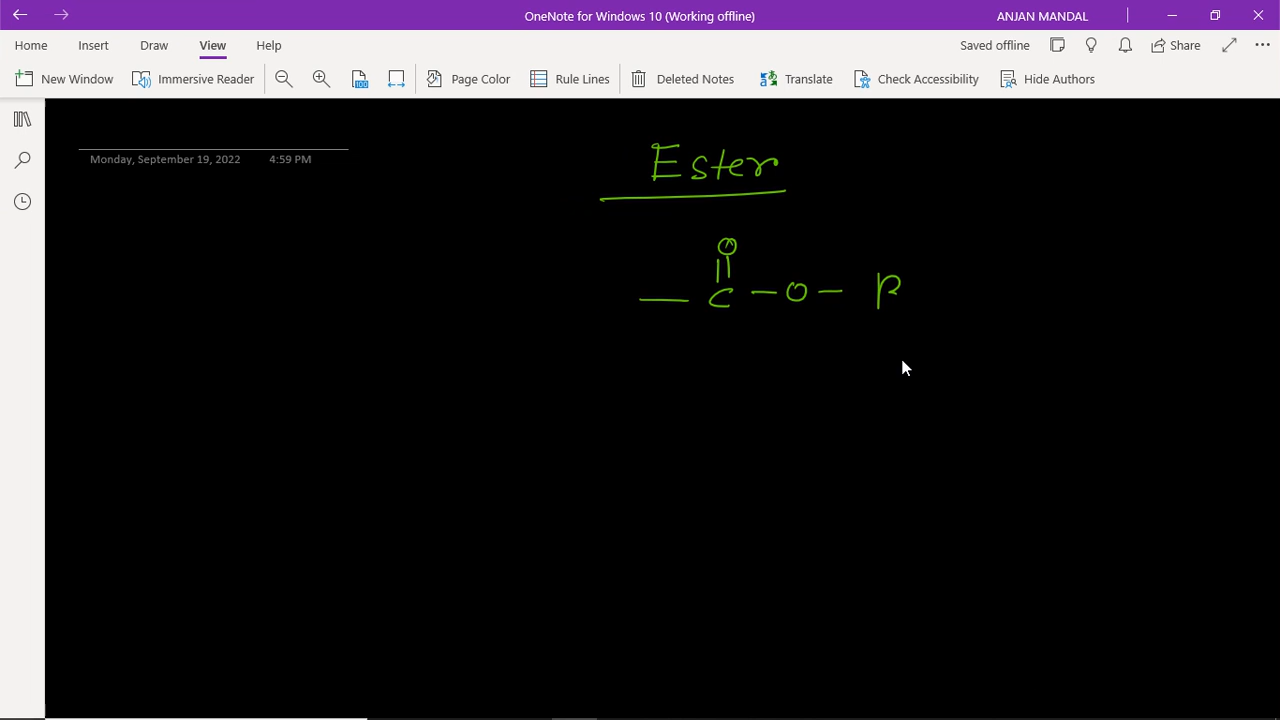 OneNote for Windows 10 (Working offline)
ANJAN MANDAL
Home Insert Draw View Help
Saved offline Share
New Window Immersive Reader Page Color Rule Lines Deleted Notes Translate Check Accessibility Hide Authors
Ester
Monday, September 19, 2022 4:59 PM
O
— C — O — R